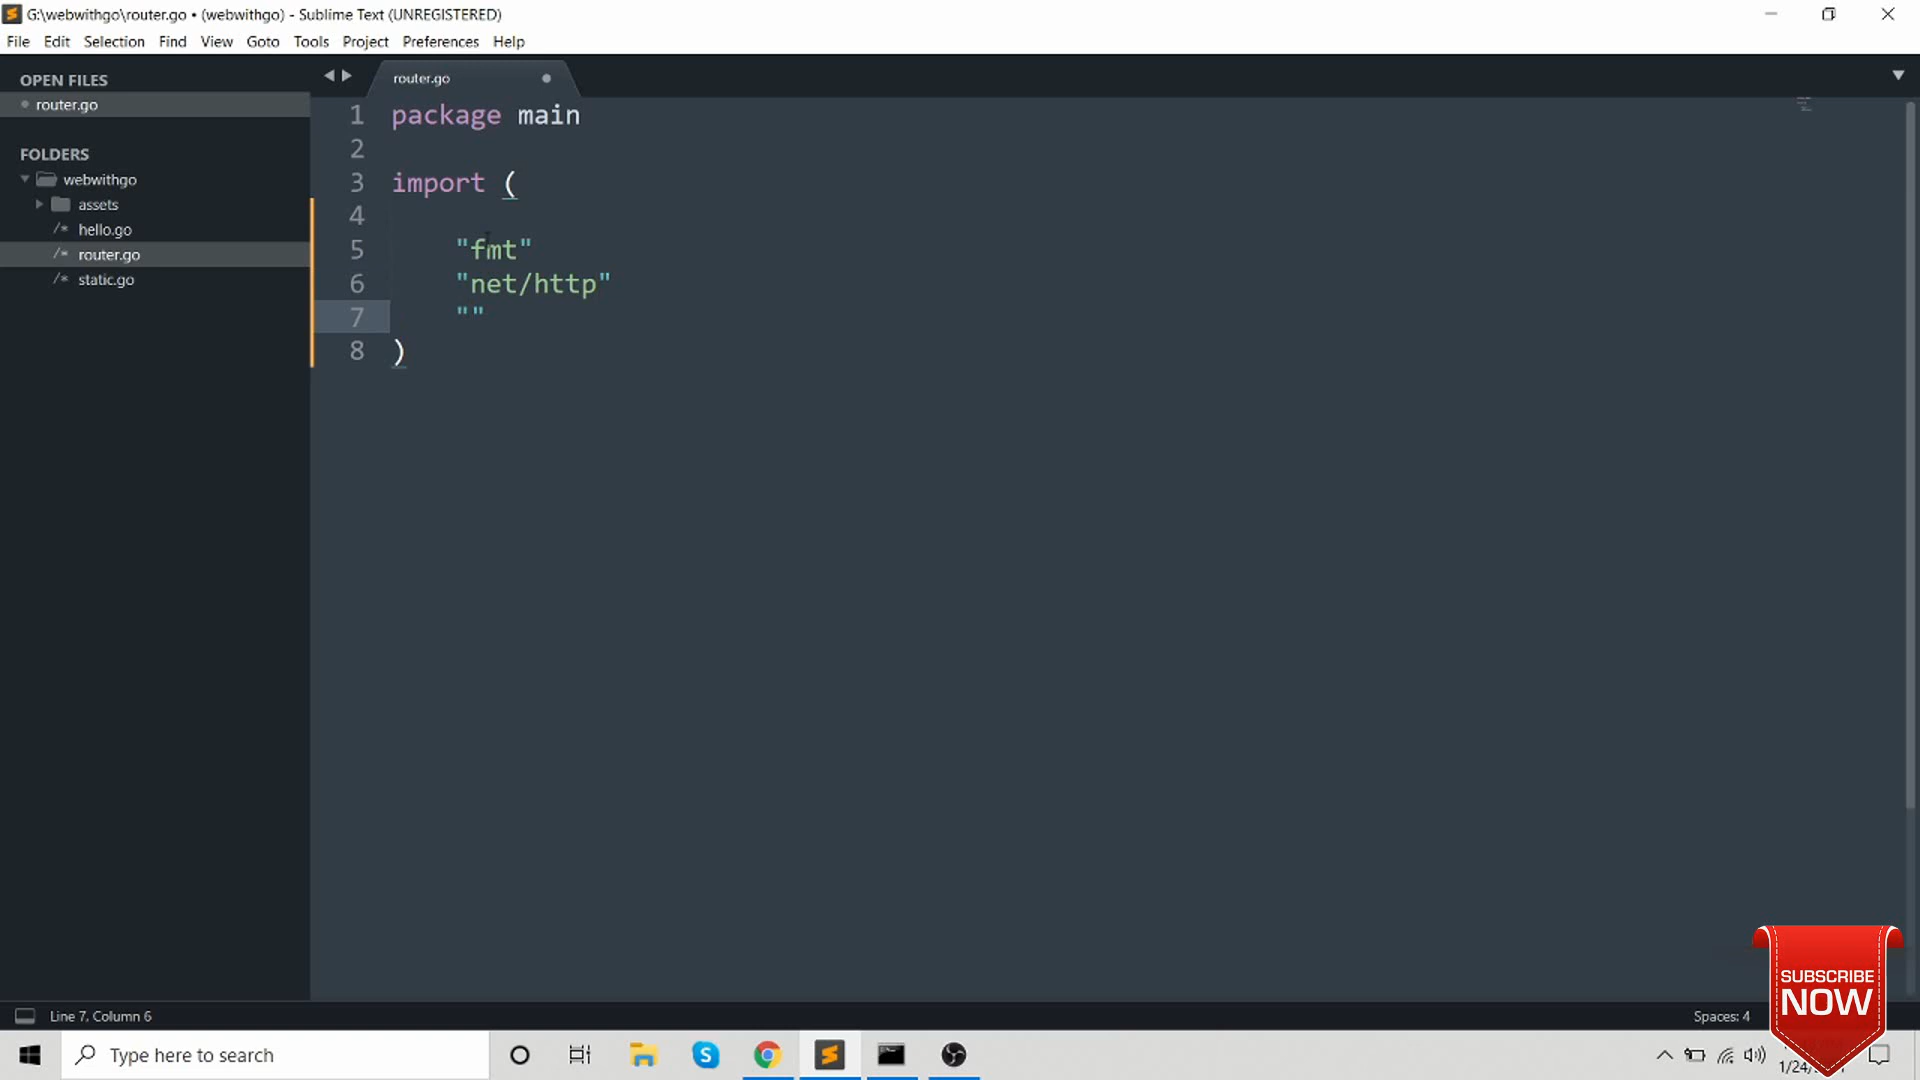 G:\webwithgo\router.go • (webwithgo) - Sublime Text (UNREGISTERED)
File Edit Selection Find View Goto Tools Project Preferences Help
OPEN FILES
router.go
FOLDERS
webwithgo
assets
/* hello.go
/* router.go
/* static.go
router.go
1 package main
2
3 import (
4
5 "fmt"
6 "net/http"
7 ""
8 )
Line 7, Column 6
Spaces: 4
SUBSCRIBE
NOW
Type here to search